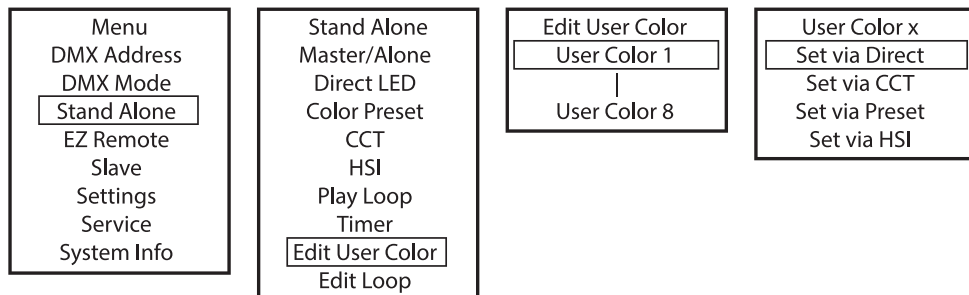 Menu
DMX Address
DMX Mode
Stand Alone
EZ Remote
Slave
Settings
Service
System Info
Stand Alone
Master/Alone
Direct LED
Color Preset
CCT
HSI
Play Loop
Timer
Edit User Color
Edit Loop
Edit User Color
User Color 1
User Color 8
User Color x
Set via Direct
Set via CCT
Set via Preset
Set via HSI